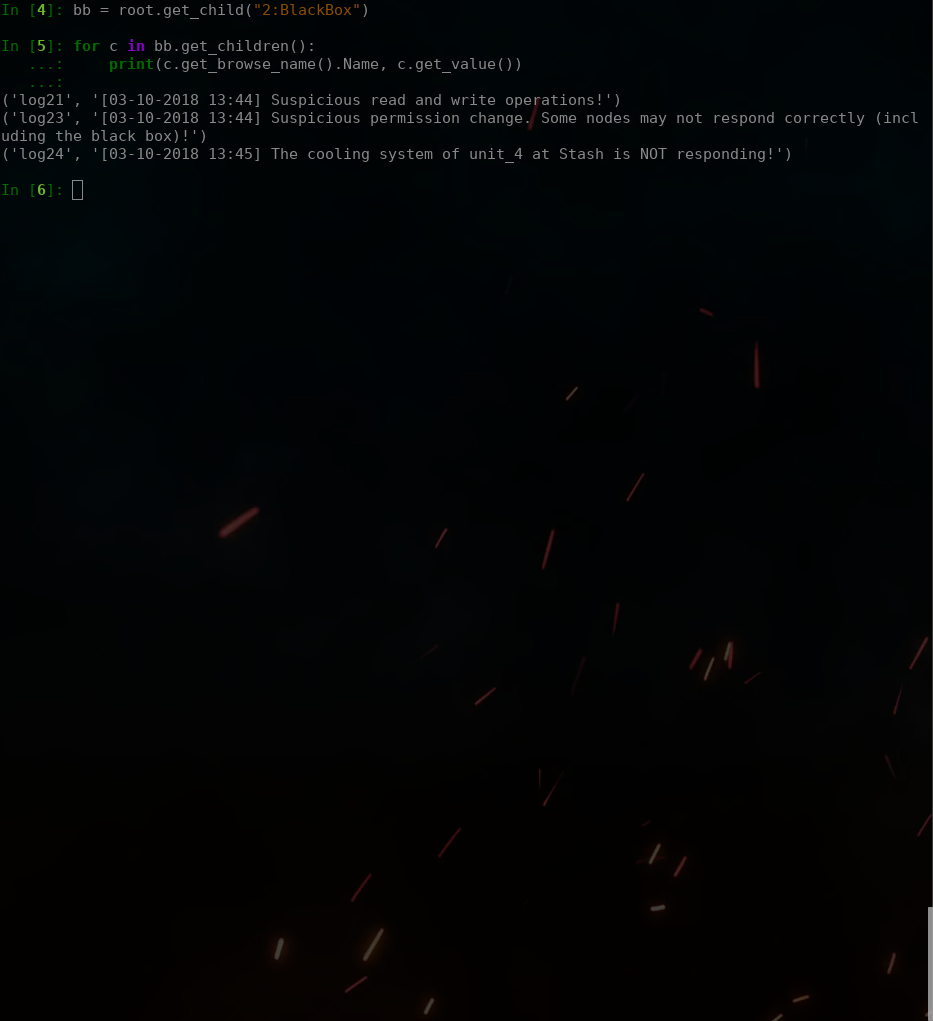 In [4]: bb = root.get_child("2:BlackBox")
In [5]: for c in bb.get_children():
   ...:     print(c.get_browse_name().Name, c.get_value())
   ...:
('log21', '[03-10-2018 13:44] Suspicious read and write operations!')
('log23', '[03-10-2018 13:44] Suspicious permission change. Some nodes may not respond correctly (incl
uding the black box)!')
('log24', '[03-10-2018 13:45] The cooling system of unit_4 at Stash is NOT responding!')
In [6]: